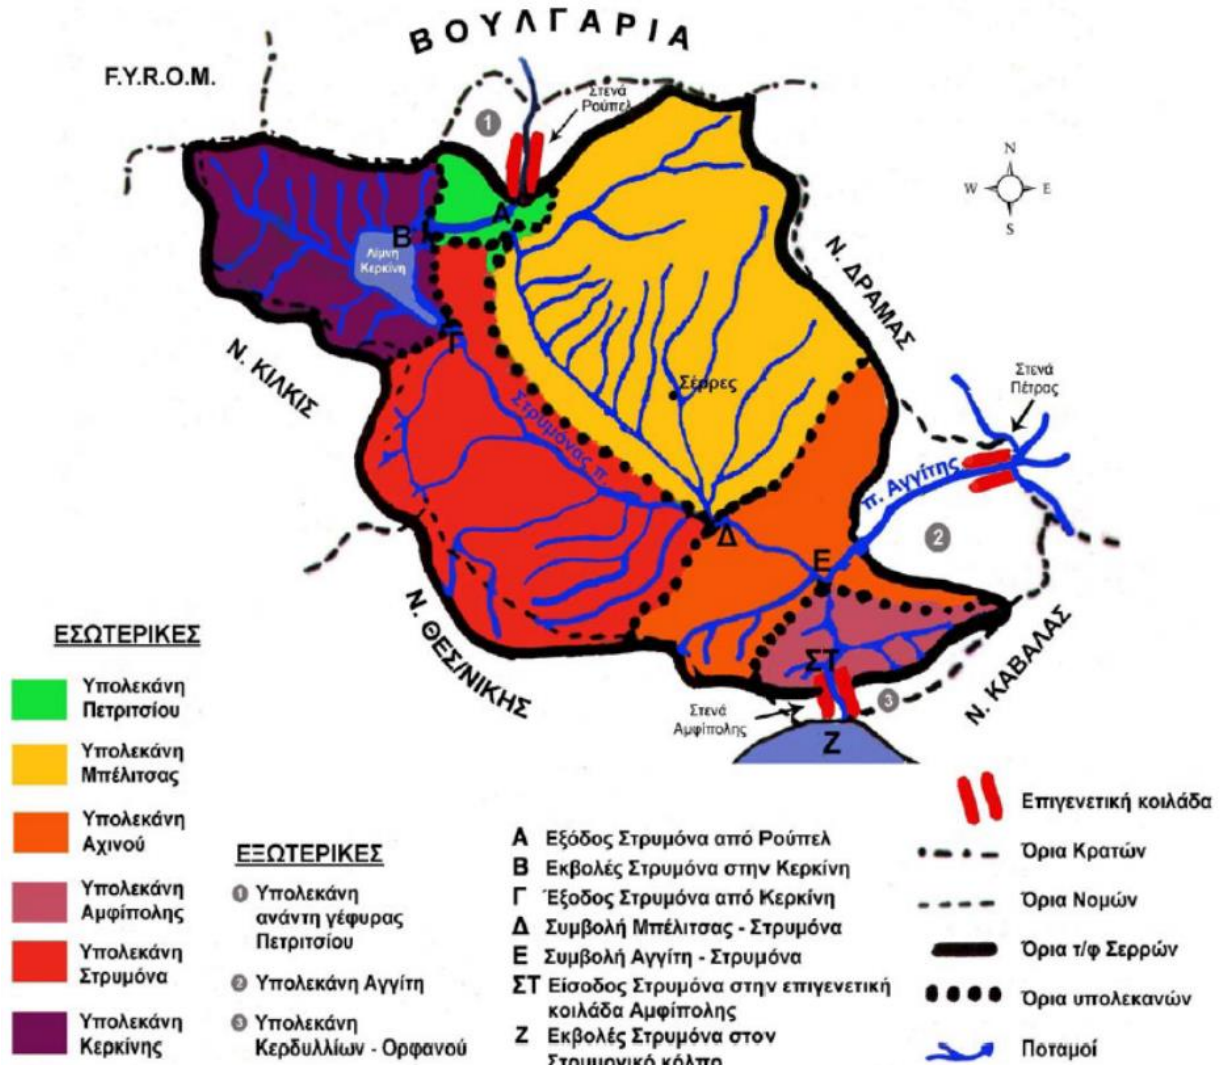 ΒΟΥΛΓΑΡΙΑ
F.Y.R.O.M.
Στενά
Ρούπελ
1
N
W
E
S
A
B
Λίμνη
Κερκίνη
Ν. ΔΡΑΜΑΣ
Γ
Ν. ΚΙΛΚΙΣ
Σέρρες
Στρυμόνας π.
Στενά
Πέτρας
π. Αγγίτης
2
Δ
Ε
Ν. ΘΕΣ/ΝΙΚΗΣ
Ν. ΚΑΒΑΛΑΣ
ΣΤ
3
Στενά
Αμφίπολης
Ζ
ΕΣΩΤΕΡΙΚΕΣ
Υπολεκάνη
Πετριτσίου
Υπολεκάνη
Μπέλιτσας
Υπολεκάνη
Αχινού
Υπολεκάνη
Αμφίπολης
Υπολεκάνη
Στρυμόνα
Υπολεκάνη
Κερκίνης
ΕΞΩΤΕΡΙΚΕΣ
1 Υπολεκάνη
ανάντη γέφυρας
Πετριτσίου
2 Υπολεκάνη Αγγίτη
3 Υπολεκάνη
Κερδυλλίων - Ορφανού
Α Εξόδος Στρυμόνα από Ρούπελ
Β Εκβολές Στρυμόνα στην Κερκίνη
Γ Έξοδος Στρυμόνα από Κερκίνη
Δ Συμβολή Μπέλιτσας - Στρυμόνα
Ε Συμβολή Αγγίτη - Στρυμόνα
ΣΤ Είσοδος Στρυμόνα στην επιγενετική
κοιλάδα Αμφίπολης
Ζ Εκβολές Στρυμόνα στον
Στρυμονικό κόλπο
Επιγενετική κοιλάδα
Όρια Κρατών
Όρια Νομών
Όρια τ/φ Σερρών
Όρια υπολεκανών
Ποταμοί